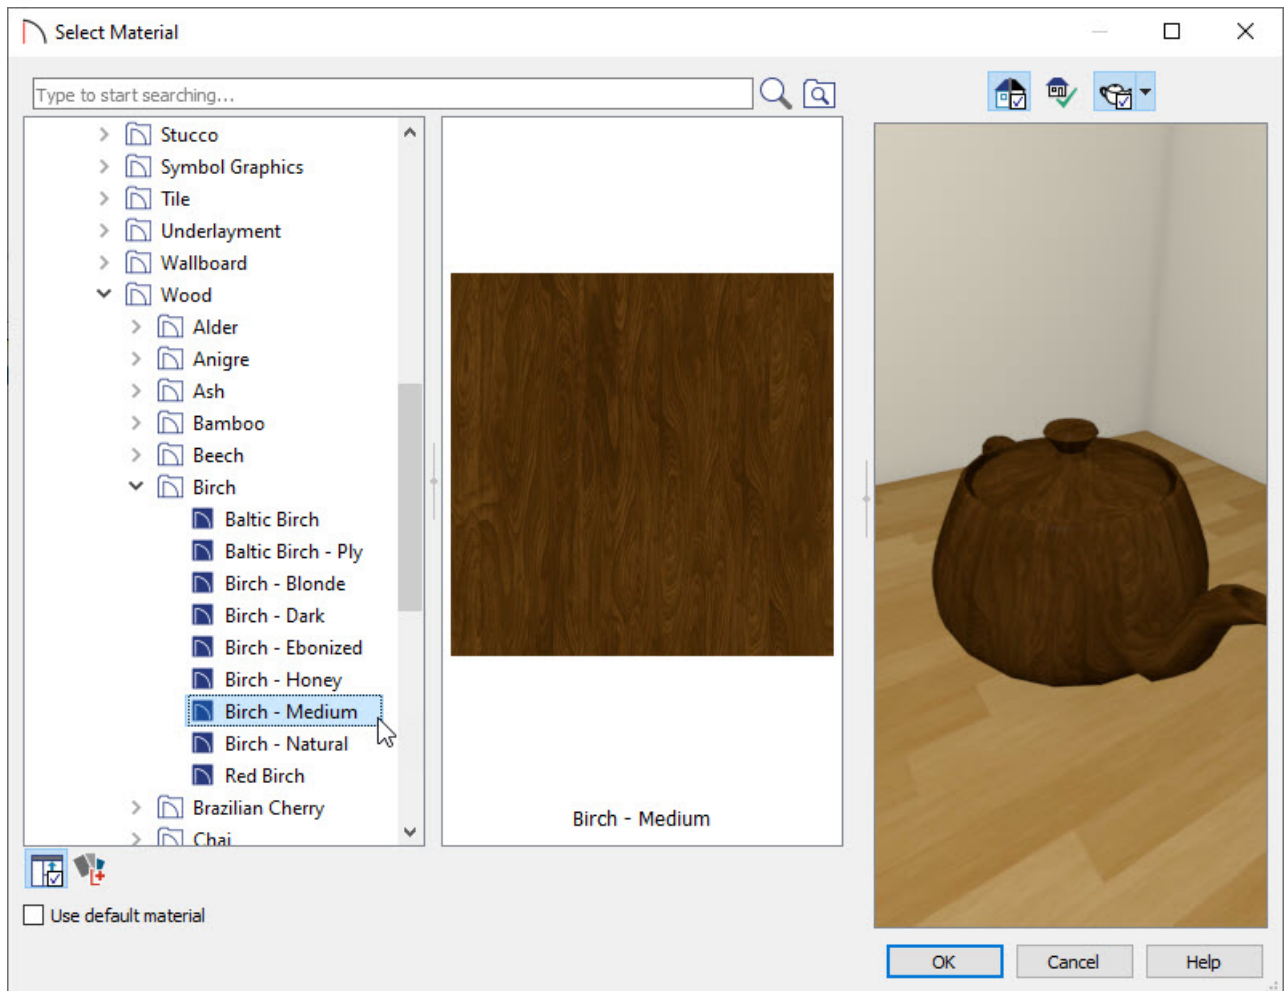 Select Material
Type to start searching...
Stucco
Symbol Graphics
Tile
Underlayment
Wallboard
Wood
Alder
Anigre
Ash
Bamboo
Beech
Birch
Baltic Birch
Baltic Birch - Ply
Birch - Blonde
Birch - Dark
Birch - Ebonized
Birch - Honey
Birch - Medium
Birch - Natural
Red Birch
Brazilian Cherry
Chai
Birch - Medium
Use default material
OK
Cancel
Help